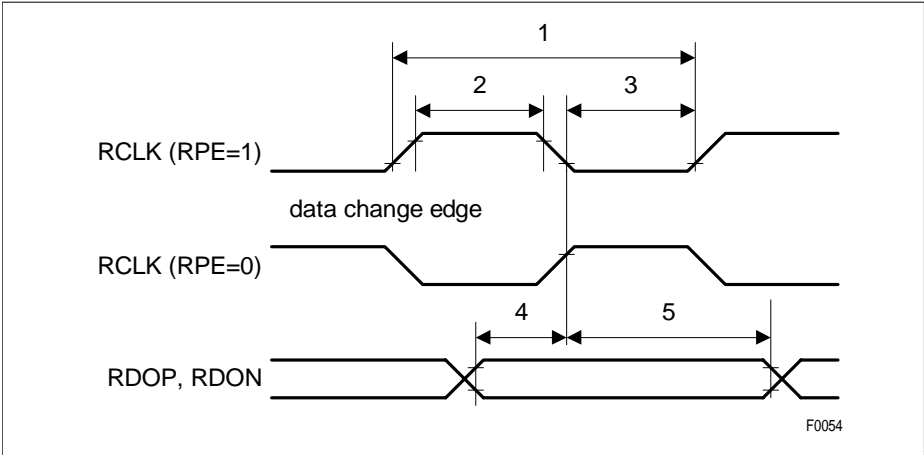 1
2
3
RCLK (RPE=1)
data change edge
RCLK (RPE=0)
4
5
RDOP, RDON
F0054